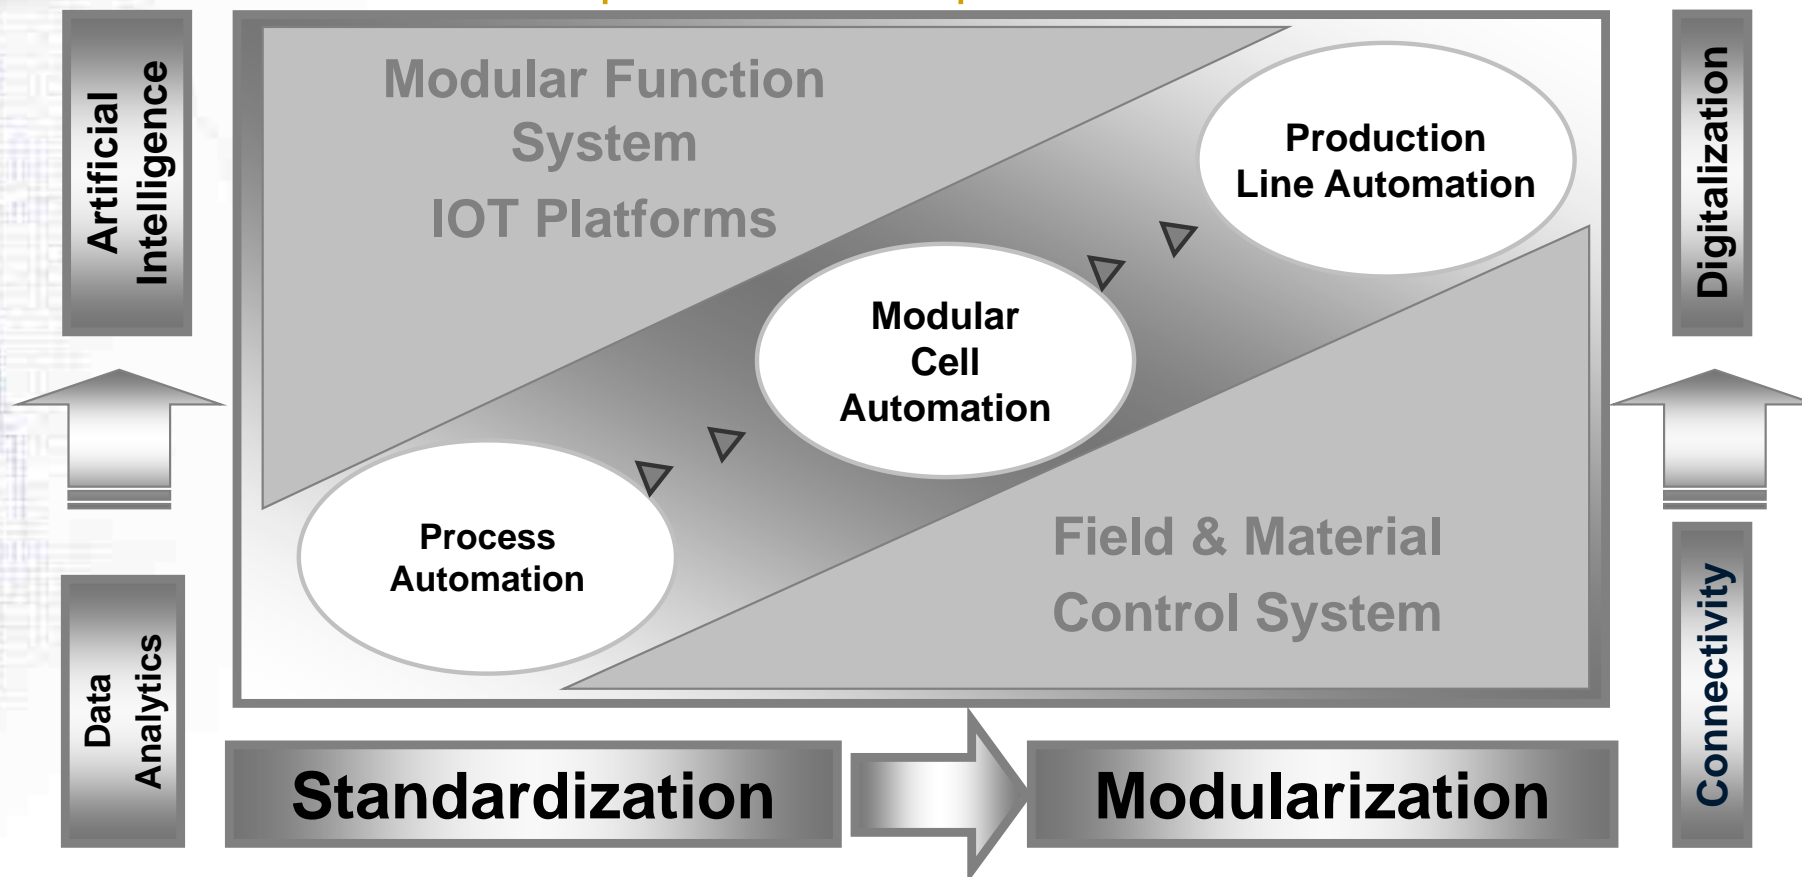 Artificial
Intelligence
Modular Function
System
IOT Platforms
Production
Line Automation
Digitalization
Modular
Cell
Automation
Process
Automation
Field & Material
Control System
Data
Analytics
Connectivity
Standardization
Modularization